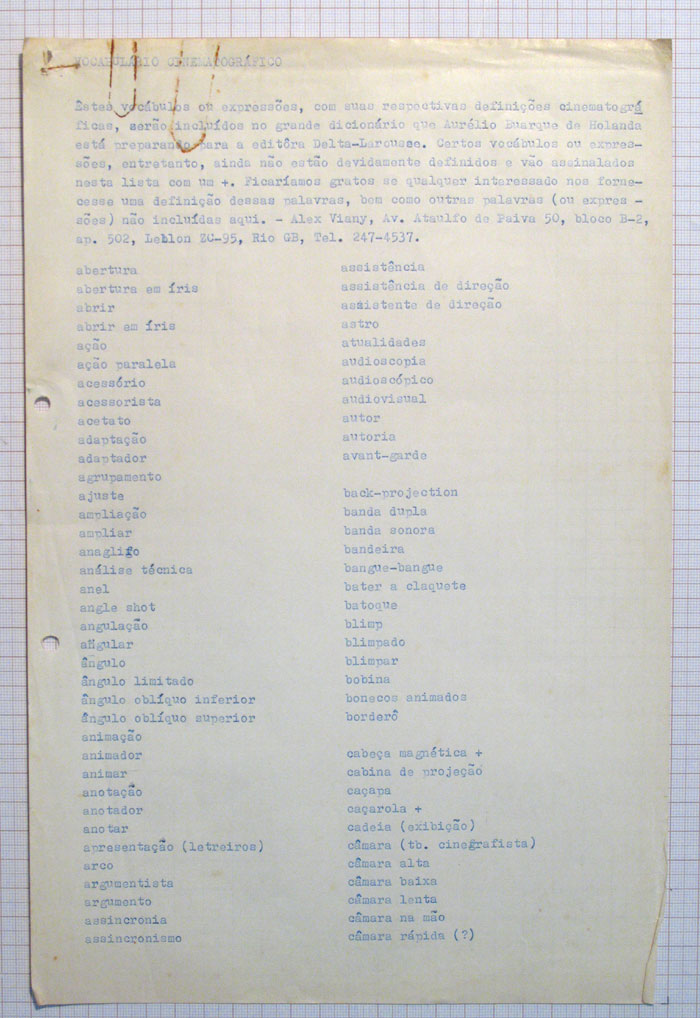 VOCABULÁRIO CINEMATOGRÁFICO
Êstes vocábulos ou expressões, com suas respectivas definições cinematográ
ficas, serão incluídos no grande dicionário que Aurélio Buarque de Holanda
está preparando para a editôra Delta-Larousse. Certos vocábulos ou expres-
sões, entretanto, ainda não estão devidamente definidos e vão assinalados
nesta lista com um +. Ficaríamos gratos se qualquer interessado nos forne-
cesse uma definição dessas palavras, bem como outras palavras (ou expres -
sões) não incluídas aqui. - Alex Viany, Av. Ataulfo de Paiva 50, bloco B-2,
ap. 502, Leblon ZC-95, Rio GB, Tel. 247-4537.
abertura
abertura em íris
abrir
abrir em íris
ação
ação paralela
acessório
acessorista
acetato
adaptação
adaptador
agrupamento
ajuste
ampliação
ampliar
anaglifo
análise técnica
anel
angle shot
angulação
aNgular
ângulo
ângulo limitado
ângulo oblíquo inferior
ângulo oblíquo superior
animação
animador
animar
anotação
anotador
anotar
apresentação (letreiros)
arco
argumentista
argumento
assincronia
assincronismo
assistência
assistência de direção
assistente de direção
astro
atualidades
audioscopia
audioscópico
audiovisual
autor
autoria
avant-garde
back-projection
banda dupla
banda sonora
bandeira
bangue-bangue
bater a claquete
batoque
blimp
blimpado
blimpar
bobina
bonecos animados
borderô
cabeça magnética +
cabina de projeção
caçapa
caçarola +
cadeia (exibição)
câmara (tb. cinegrafista)
câmara alta
câmara baixa
câmara lenta
câmara na mão
câmara rápida (?)